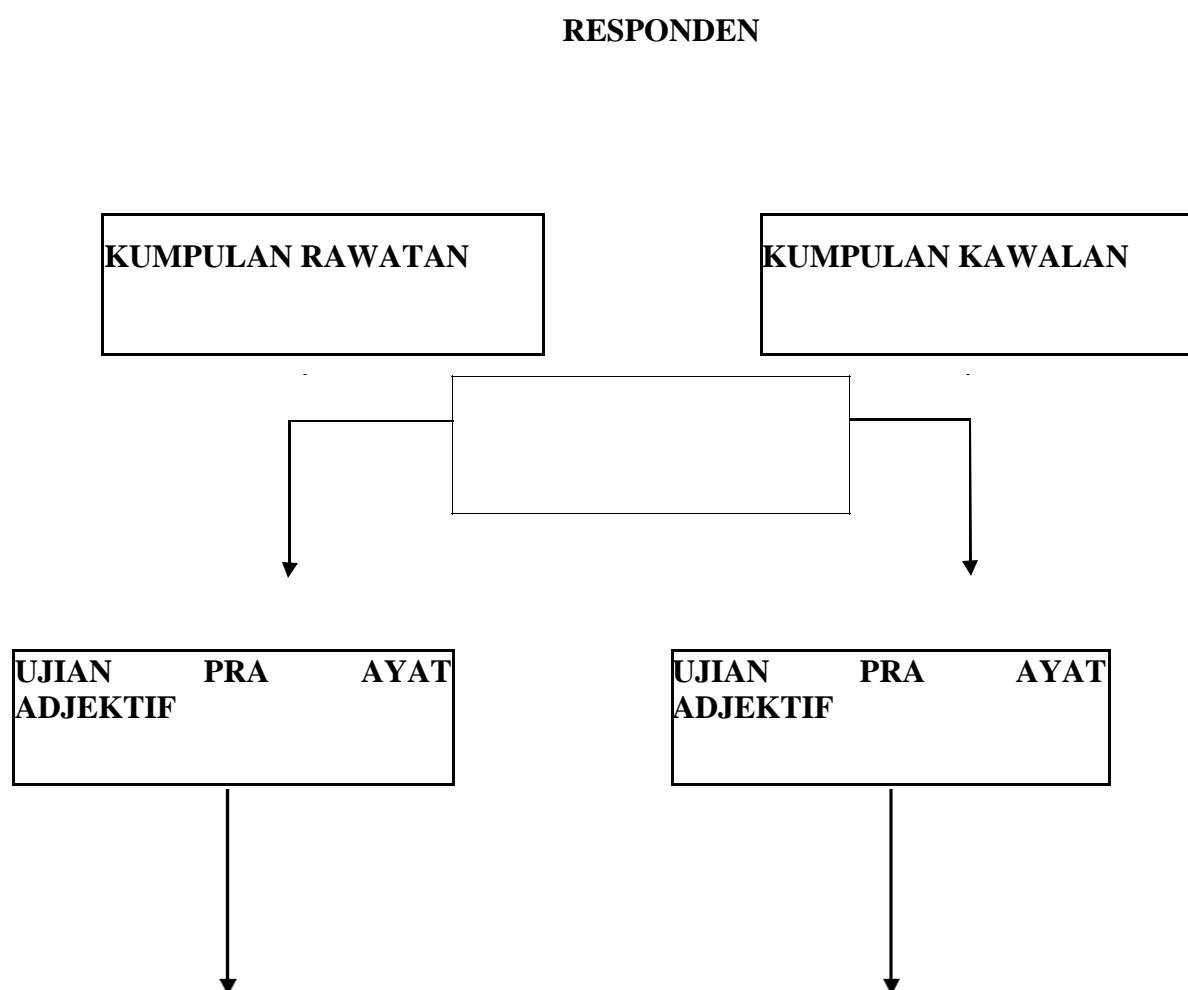 RESPONDEN
KUMPULAN RAWATAN
KUMPULAN KAWALAN
UJIAN PRA AYAT
ADJEKTIF
UJIAN PRA AYAT
ADJEKTIF